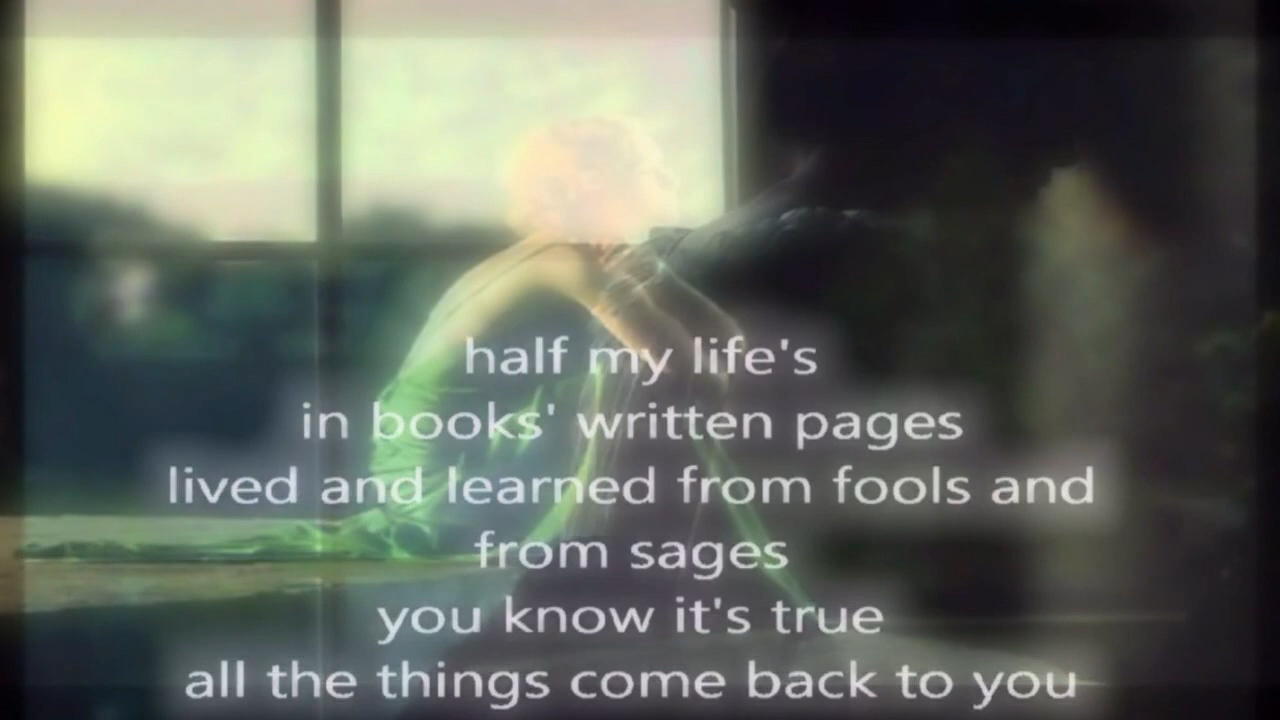 half my life's
in books' written pages
lived and learned from fools and
from sages
you know it's true
all the things come back to you